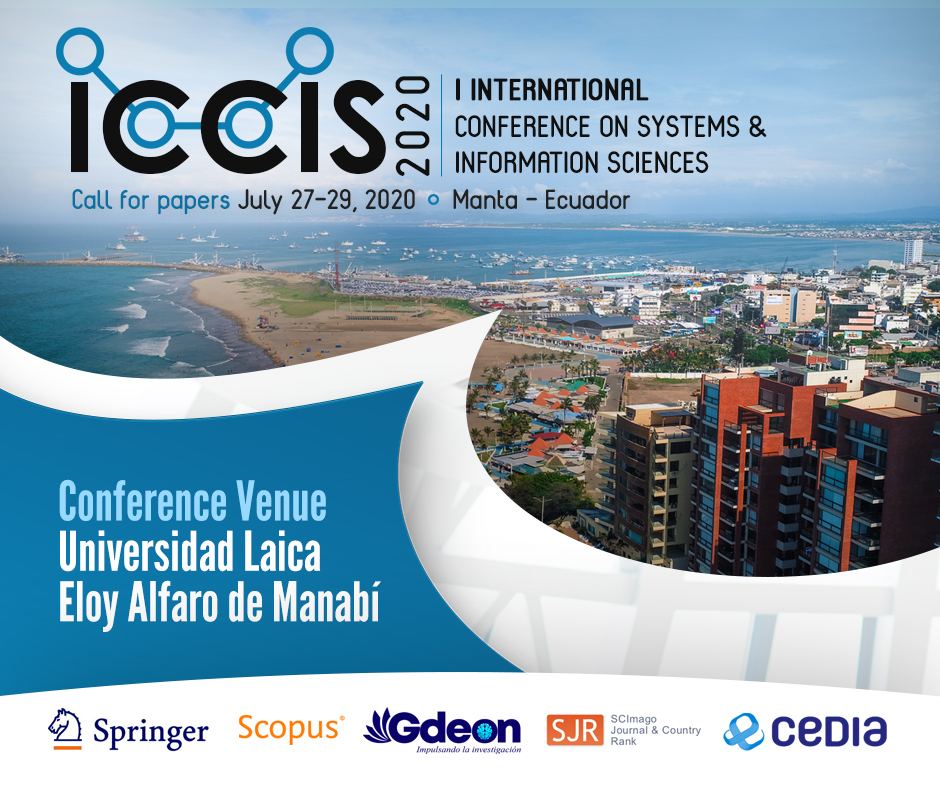 ICCIS 2020
I INTERNATIONAL
CONFERENCE ON SYSTEMS &
INFORMATION SCIENCES
Call for papers July 27-29, 2020 Manta - Ecuador
Conference Venue
Universidad Laica
Eloy Alfaro de Manabí
Springer
Scopus®
Gdeon
Impulsando la investigación
SJR
SCImago
Journal & Country
Rank
CEDIA